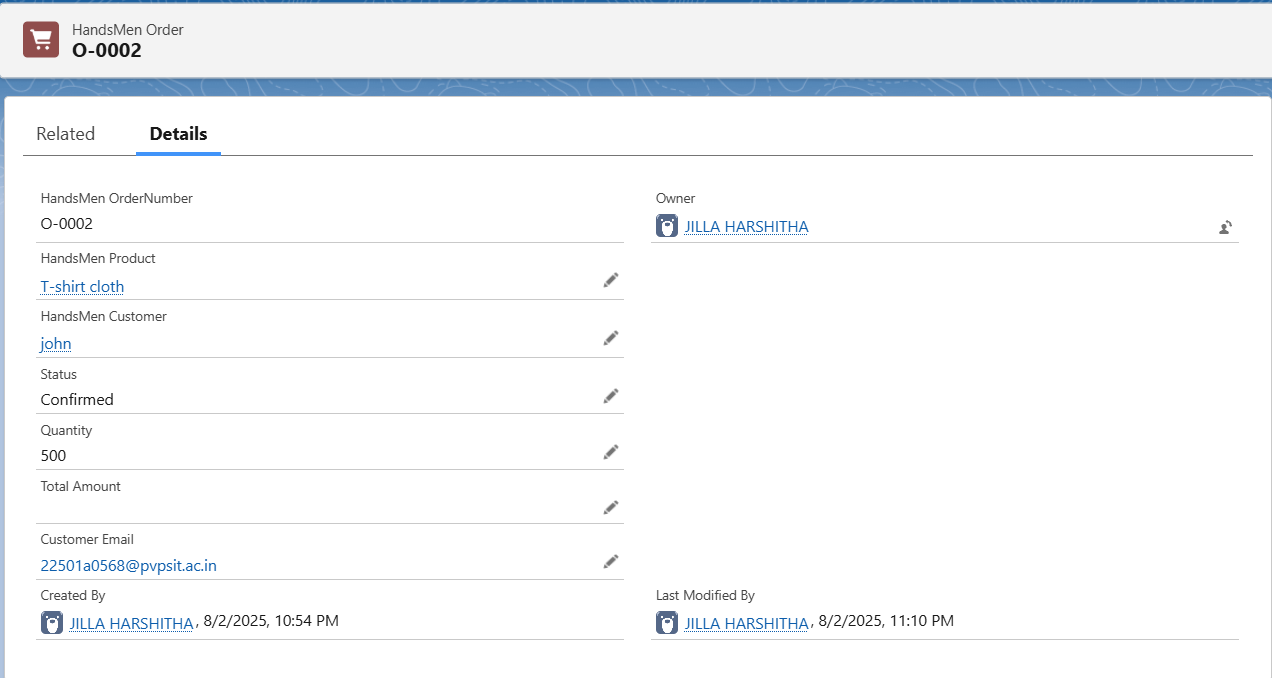 HandsMen Order
O-0002
Related
Details
HandsMen OrderNumber
O-0002
Owner
JILLA HARSHITHA
HandsMen Product
T-shirt cloth
HandsMen Customer
john
Status
Confirmed
Quantity
500
Total Amount
Customer Email
22501a0568@pvpsit.ac.in
Created By
JILLA HARSHITHA, 8/2/2025, 10:54 PM
Last Modified By
JILLA HARSHITHA, 8/2/2025, 11:10 PM